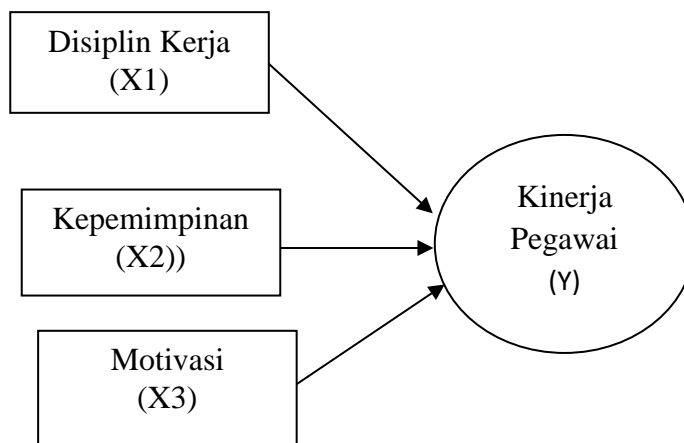 Disiplin Kerja
(X1)
Kepemimpinan
(X2))
Motivasi
(X3)
Kinerja
Pegawai
(Y)